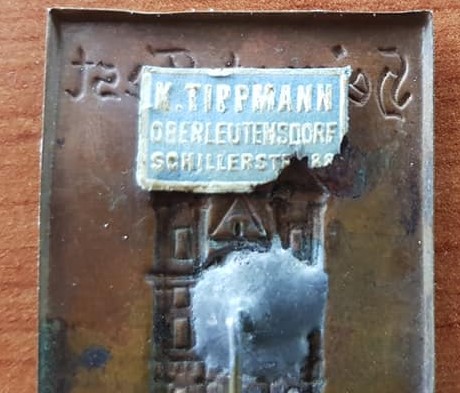 K. TIPPMANN
OBERLEUTENSDORF
SCHILLERSTR 88